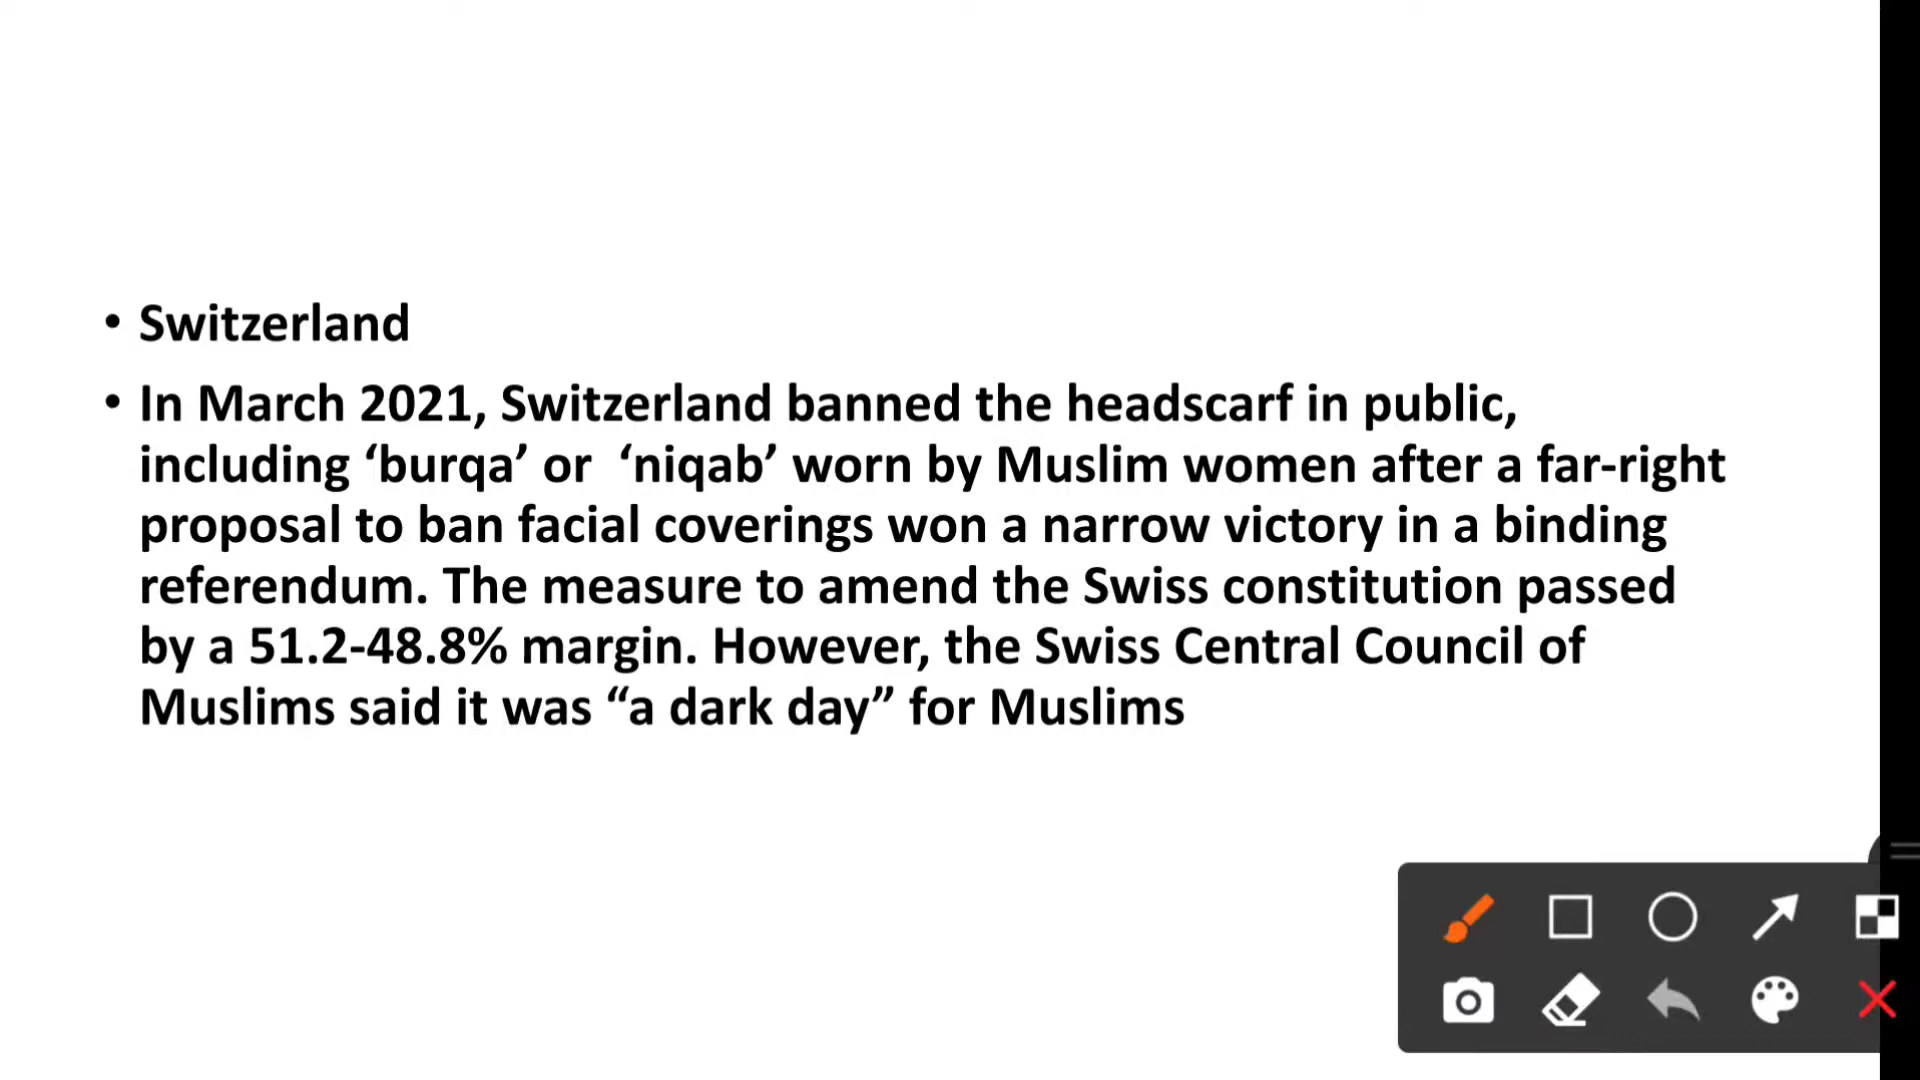 • Switzerland
• In March 2021, Switzerland banned the headscarf in public,
including ‘burqa’ or  ‘niqab’ worn by Muslim women after a far-right
proposal to ban facial coverings won a narrow victory in a binding
referendum. The measure to amend the Swiss constitution passed
by a 51.2-48.8% margin. However, the Swiss Central Council of
Muslims said it was “a dark day” for Muslims